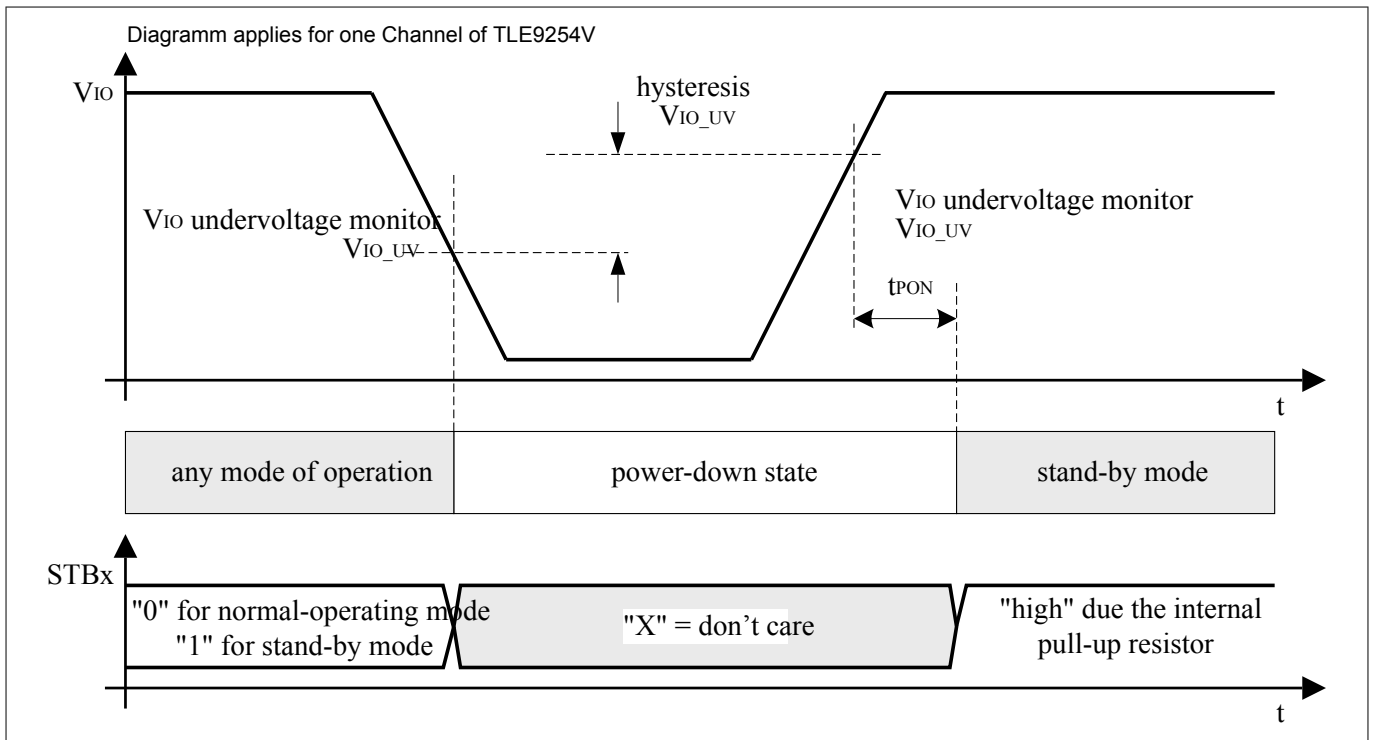 Diagramm applies for one Channel of TLE9254V
VIO
hysteresis
VIO_UV
VIO undervoltage monitor
VIO_UV
VIO undervoltage monitor
VIO_UV
tPON
t
any mode of operation
power-down state
stand-by mode
STBx
"0" for normal-operating mode
"1" for stand-by mode
"X" = don’t care
"high" due the internal
pull-up resistor
t